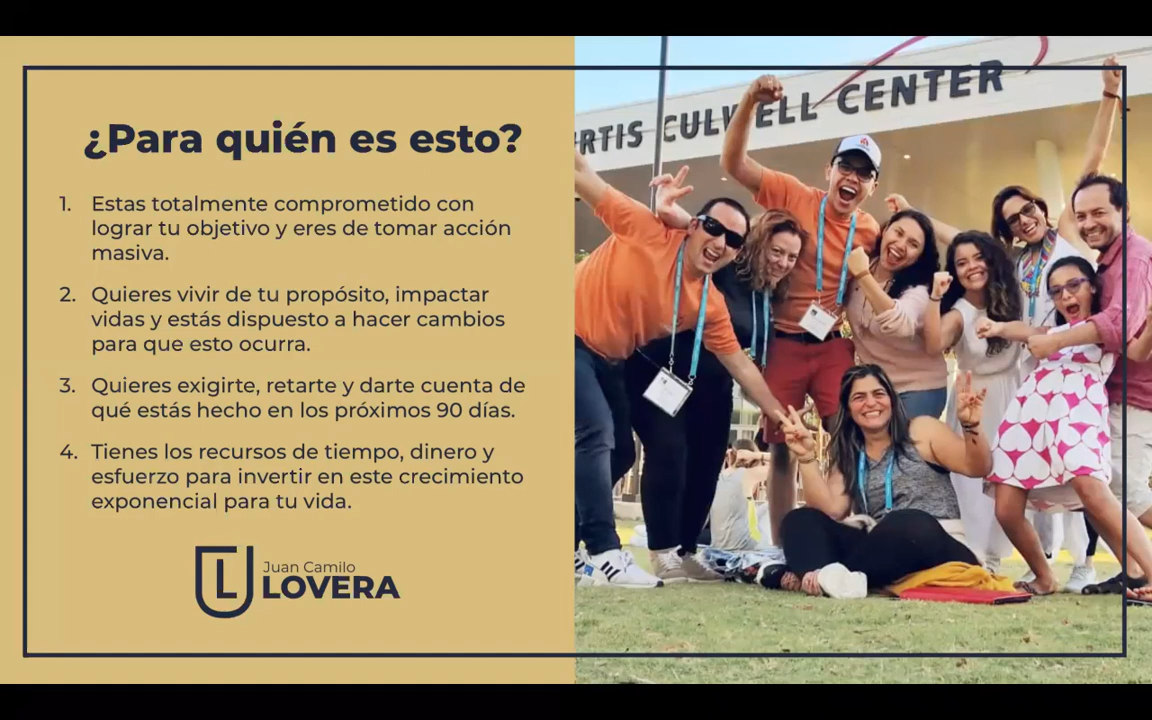 ¿Para quién es esto?
1. Estas totalmente comprometido con
lograr tu objetivo y eres de tomar acción
masiva.
2. Quieres vivir de tu propósito, impactar
vidas y estás dispuesto a hacer cambios
para que esto ocurra.
3. Quieres exigirte, retarte y darte cuenta de
qué estás hecho en los próximos 90 días.
4. Tienes los recursos de tiempo, dinero y
esfuerzo para invertir en este crecimiento
exponencial para tu vida.
JL
Juan Camilo
LOVERA
RTIS CULWELL CENTER